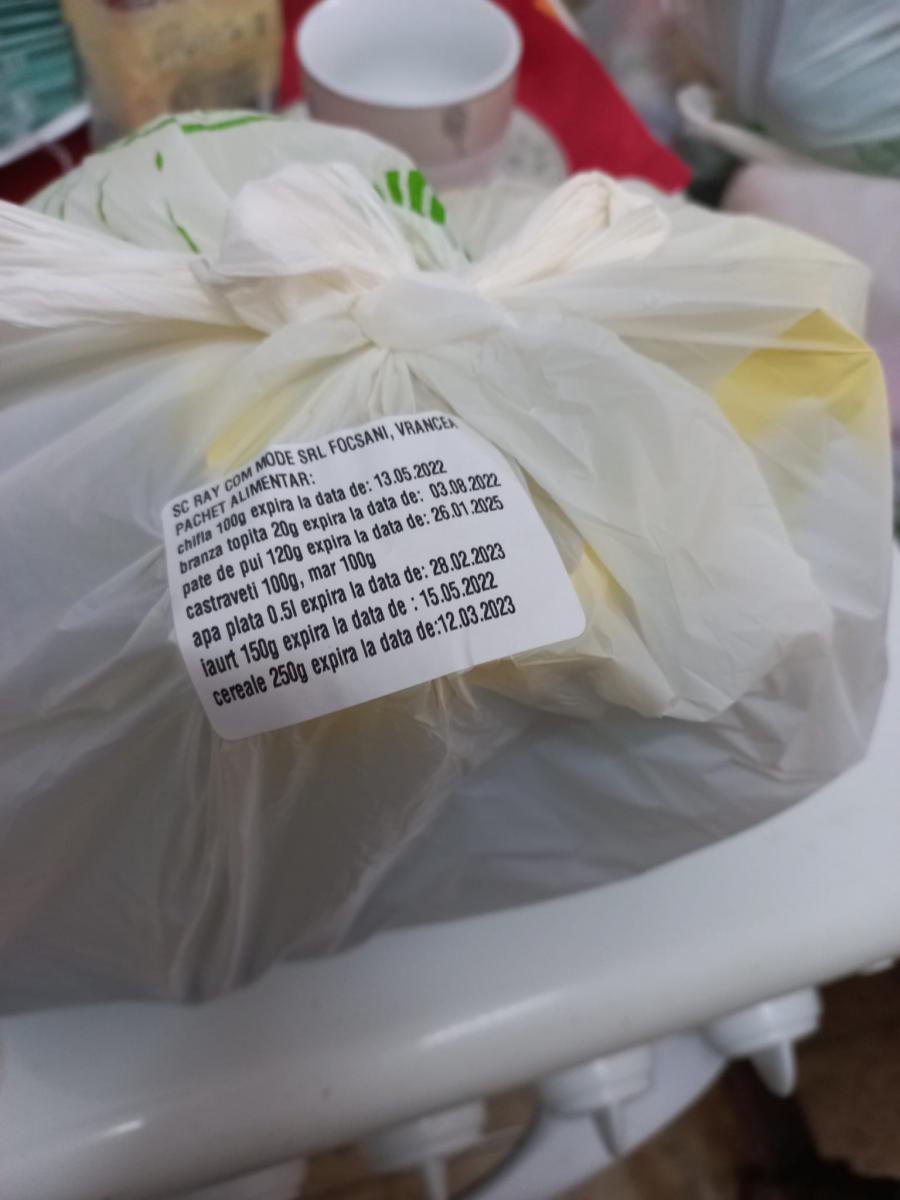 SC RAY COM MODE SRL FOCSANI, VRANCEA
PACHET ALIMENTAR:
chifla 100g expira la data de: 13.05.2022
branza topita 20g expira la data de: 03.08.2022
pate de pui 120g expira la data de: 26.01.2025
castraveti 100g, mar 100g
apa plata 0.5l expira la data de: 28.02.2023
iaurt 150g expira la data de : 15.05.2022
cereale 250g expira la data de:12.03.2023